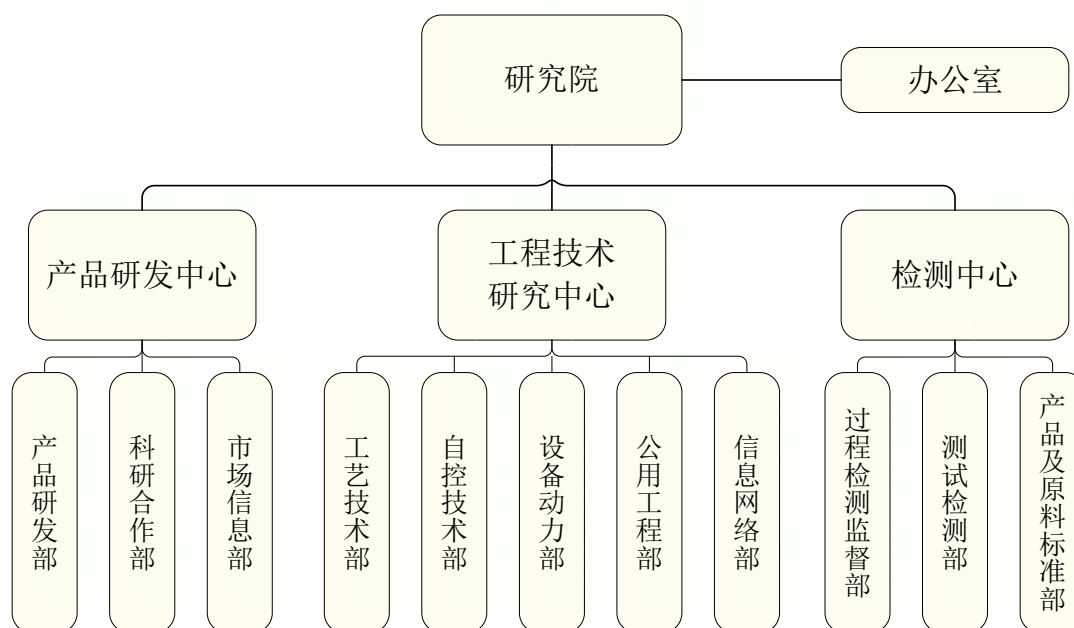 研究院
办公室
产品研发中心
工程技术
研究中心
检测中心
产品研发部
科研合作部
市场信息部
工艺技术部
自控技术部
设备动力部
公用工程部
信息网络部
过程检测监督部
测试检测部
产品及原料标准部